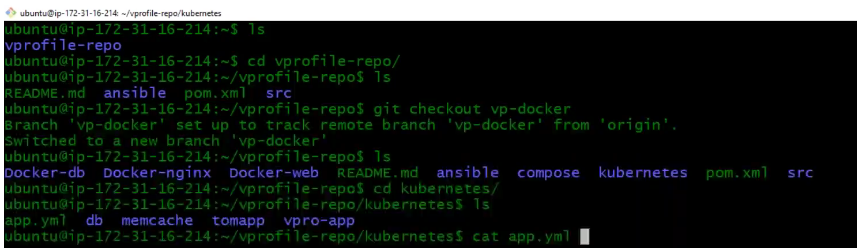 ubuntu@ip-172-31-16-214: ~/vprofile-repo/kubernetes
ubuntu@ip-172-31-16-214:~$ ls
vprofile-repo
ubuntu@ip-172-31-16-214:~$ cd vprofile-repo/
ubuntu@ip-172-31-16-214:~/vprofile-repo$ ls
README.md  ansible  pom.xml  src
ubuntu@ip-172-31-16-214:~/vprofile-repo$ git checkout vp-docker
Branch 'vp-docker' set up to track remote branch 'vp-docker' from 'origin'.
Switched to a new branch 'vp-docker'
ubuntu@ip-172-31-16-214:~/vprofile-repo$ ls
Docker-db  Docker-nginx  Docker-web  README.md  ansible  compose  kubernetes  pom.xml  src
ubuntu@ip-172-31-16-214:~/vprofile-repo$ cd kubernetes/
ubuntu@ip-172-31-16-214:~/vprofile-repo/kubernetes$ ls
app.yml  db  memcache  tomapp  vpro-app
ubuntu@ip-172-31-16-214:~/vprofile-repo/kubernetes$ cat app.yml